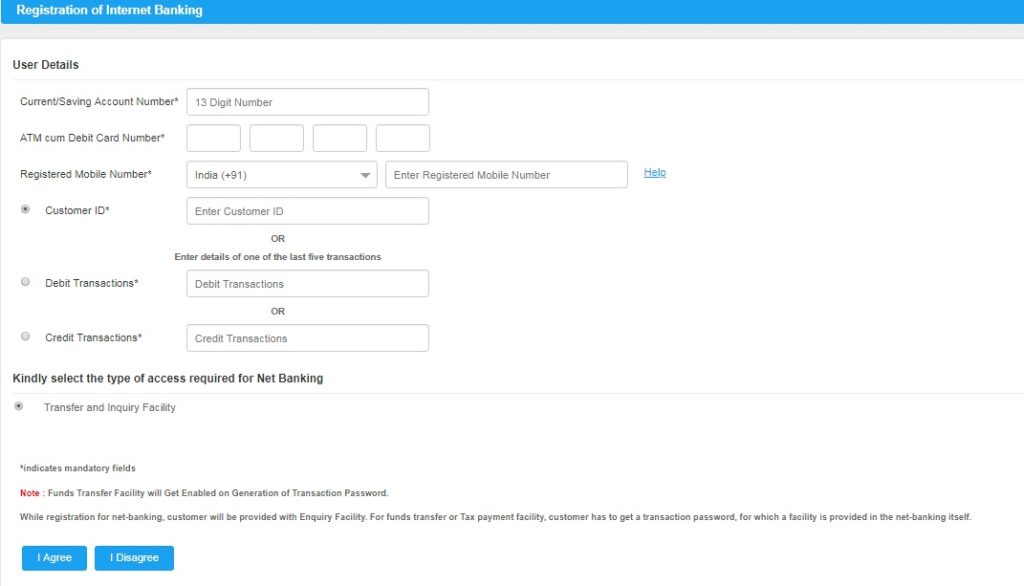 Registration of Internet Banking
User Details
Current/Saving Account Number* 13 Digit Number
ATM cum Debit Card Number*
Registered Mobile Number* India (+91) Enter Registered Mobile Number Help
Customer ID* Enter Customer ID
OR
Enter details of one of the last five transactions
Debit Transactions* Debit Transactions
OR
Credit Transactions* Credit Transactions
Kindly select the type of access required for Net Banking
Transfer and Inquiry Facility
*indicates mandatory fields
Note : Funds Transfer Facility will Get Enabled on Generation of Transaction Password.
While registration for net-banking, customer will be provided with Enquiry Facility. For funds transfer or Tax payment facility, customer has to get a transaction password, for which a facility is provided in the net-banking itself.
I Agree I Disagree